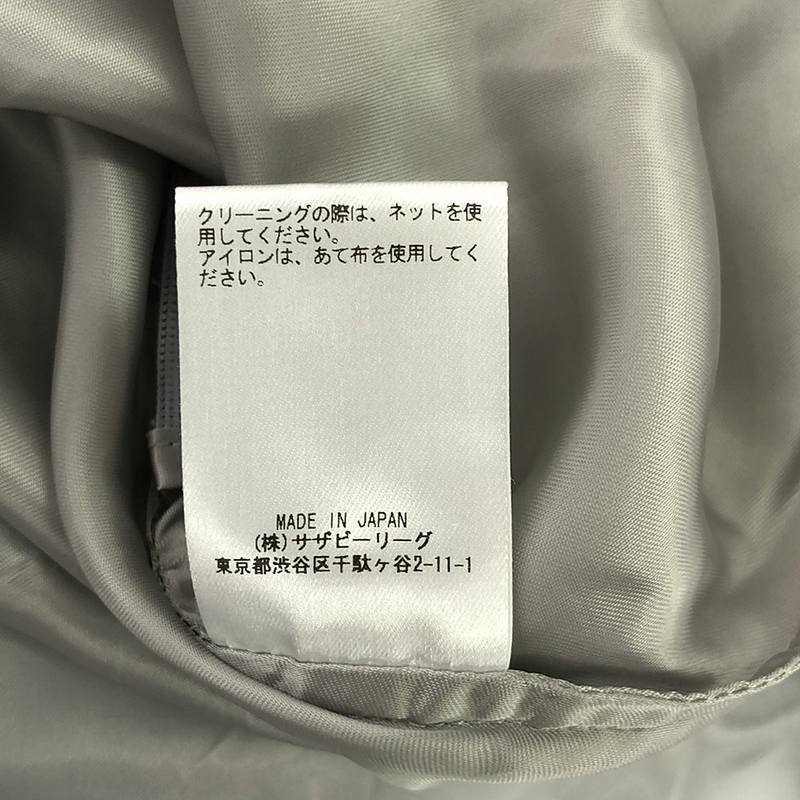 クリーニングの際は、ネットを使
用してください。
アイロンは、あて布を使用してく
ださい。
MADE IN JAPAN
(株)サザビーリーグ
東京都渋谷区千駄ヶ谷2-11-1